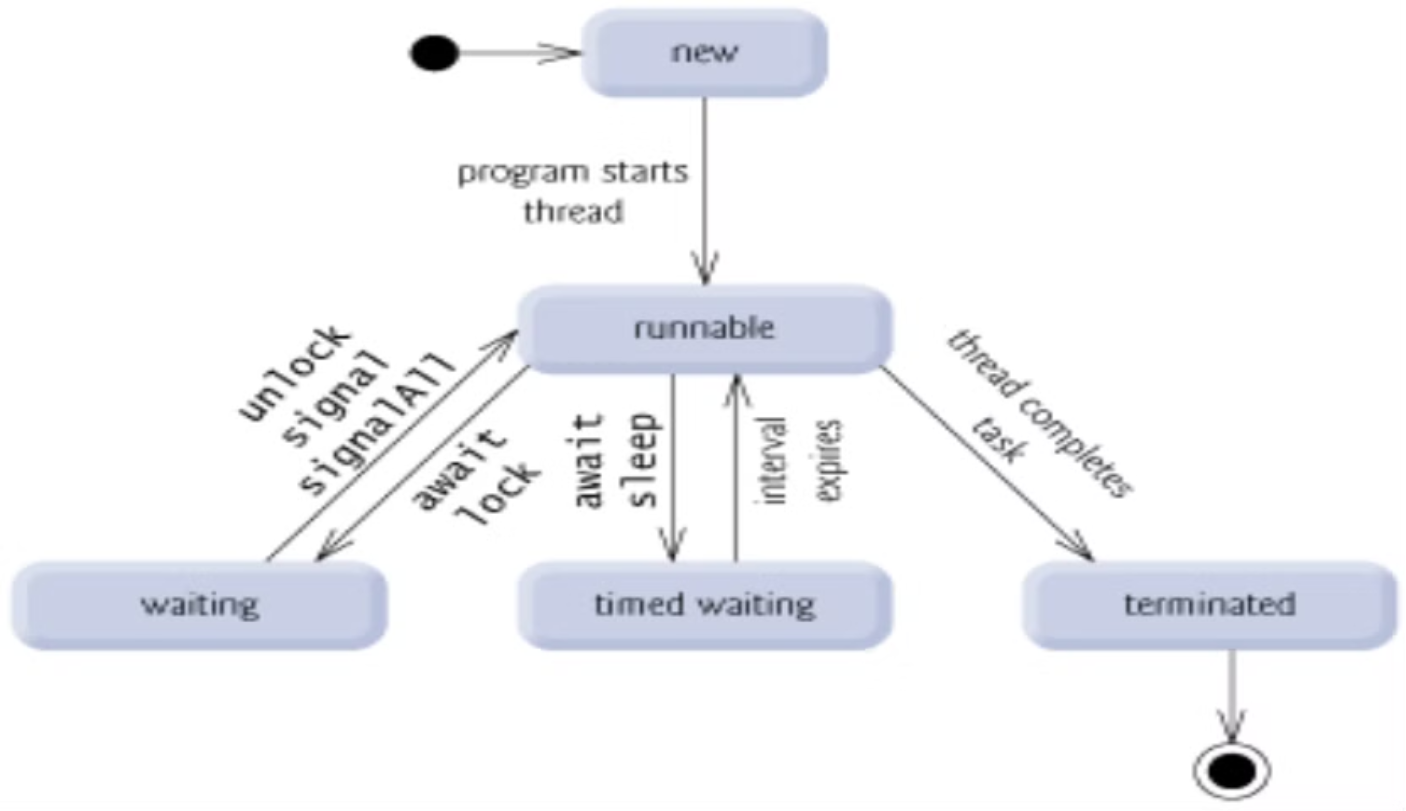 new
program starts
thread
runnable
unlock
signal
signalAll
await
lock
await
sleep
interval
expires
thread completes
task
waiting
timed waiting
terminated